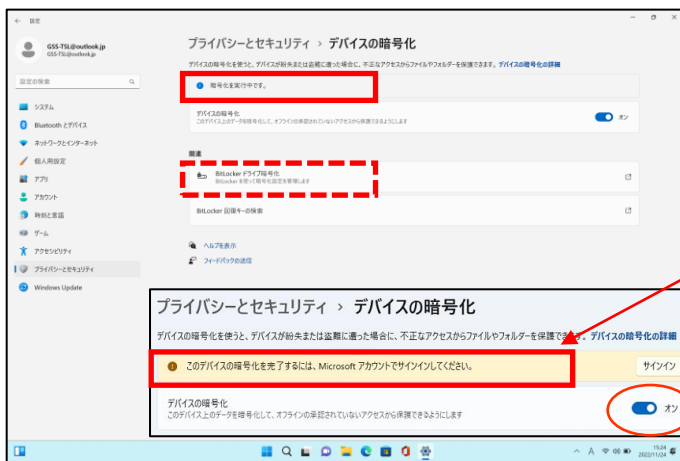 設定
GSS-TSL@outlook.jp
GSS-TSL@outlook.jp
設定の検索
システム
Bluetooth とデバイス
ネットワークとインターネット
個人用設定
アプリ
アカウント
時刻と言語
ゲーム
アクセシビリティ
プライバシーとセキュリティ
Windows Update
プライバシーとセキュリティ › デバイスの暗号化
デバイスの暗号化を使うと、デバイスが紛失または盗難に遭った場合に、不正なアクセスからファイルやフォルダーを保護できます。 デバイスの暗号化の詳細
暗号化を実行中です。
デバイスの暗号化
このデバイス上のデータを暗号化して、オフラインの承認されていないアクセスから保護できるようにします
オン
関連
BitLocker ドライブ暗号化
BitLocker を使って暗号化設定を管理します
BitLocker 回復キーの検索
ヘルプを表示
フィードバックの送信
プライバシーとセキュリティ › デバイスの暗号化
デバイスの暗号化を使うと、デバイスが紛失または盗難に遭った場合に、不正なアクセスからファイルやフォルダーを保護できます。 デバイスの暗号化の詳細
このデバイスの暗号化を完了するには、Microsoft アカウントでサインインしてください。
サインイン
デバイスの暗号化
このデバイス上のデータを暗号化して、オフラインの承認されていないアクセスから保護できるようにします
オン
A
15:24
2022/11/24